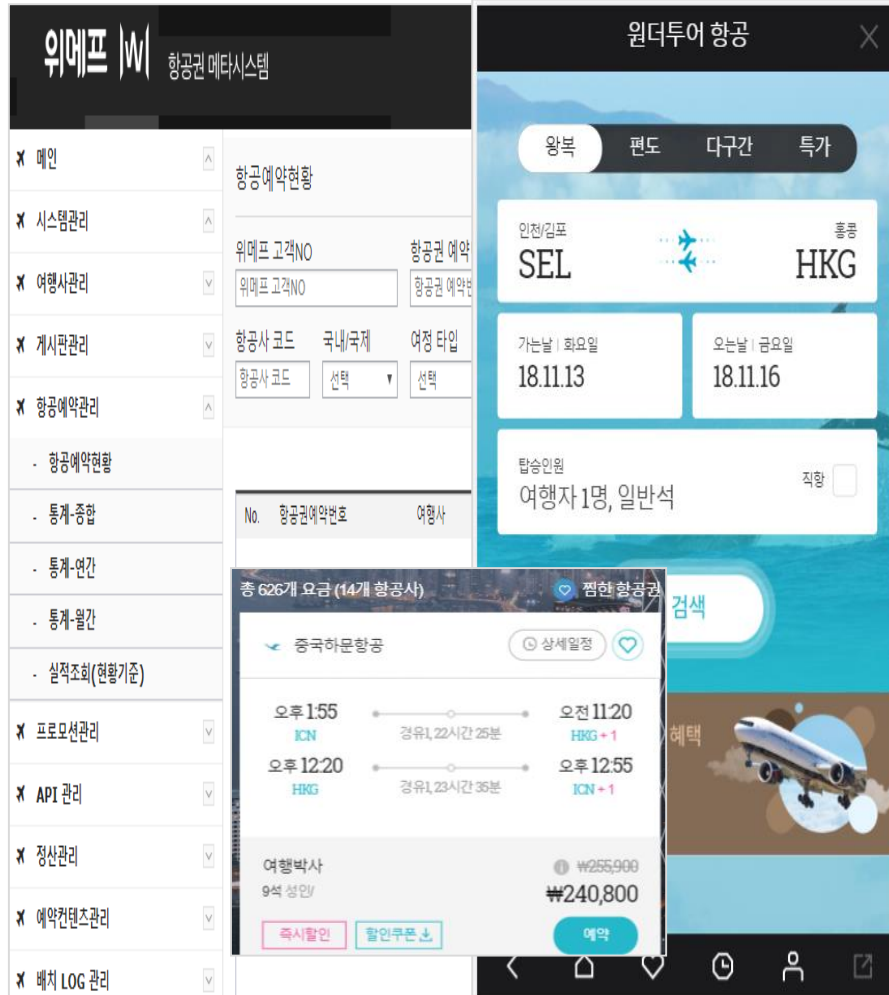 위메프 |W| 항공권 메타시스템
메인
시스템관리
여행사관리
게시판관리
항공예약관리
- 항공예약현황
- 통계-종합
- 통계-연간
- 통계-월간
- 실적조회(현황기준)
프로모션관리
API 관리
정산관리
예약컨텐츠관리
배치 LOG 관리
항공예약현황
위메프 고객NO 항공권 예약
위메프 고객NO 항공권 예약번
항공사 코드 국내/국제 여정 타입
항공사 코드 선택 선택
No. 항공권예약번호 여행사
원더투어 항공 X
왕복 편도 다구간 특가
인천/김포 홍콩
SEL HKG
가는날 | 화요일 오는날 | 금요일
18.11.13 18.11.16
탑승인원
여행자 1명, 일반석 직항
검색
혜택
총 626개 요금 (14개 항공사) 찜한 항공권
중국하문항공 상세일정
오후 1:55 오전 11:20
ICN 경유1, 22시간 25분 HKG + 1
오후 12:20 오후 12:55
HKG 경유1, 23시간 35분 ICN + 1
여행박사 ₩255,900
9석 성인/ ₩240,800
즉시할인 할인쿠폰 예약